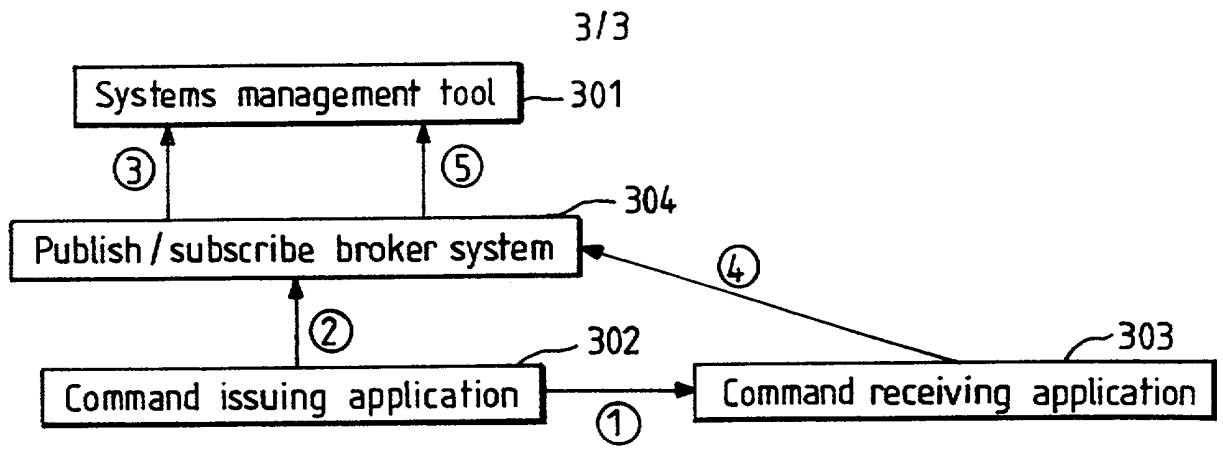 3/3
Systems management tool
301
③
⑤
304
Publish / subscribe broker system
④
②
302
303
Command issuing application
Command receiving application
①